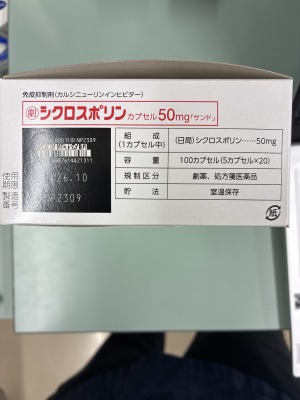 免疫抑制剤(カルシニューリンインヒビター)
劇 シクロスポリンカプセル50mg「サンド」
組成
(1カプセル中)
(日局)シクロスポリン……50mg
容量
100カプセル(5カプセル×20)
規制区分
劇薬、処方箋医薬品
貯法
室温保存
使用
期限
26.10
製造
番号
NP2309
紙